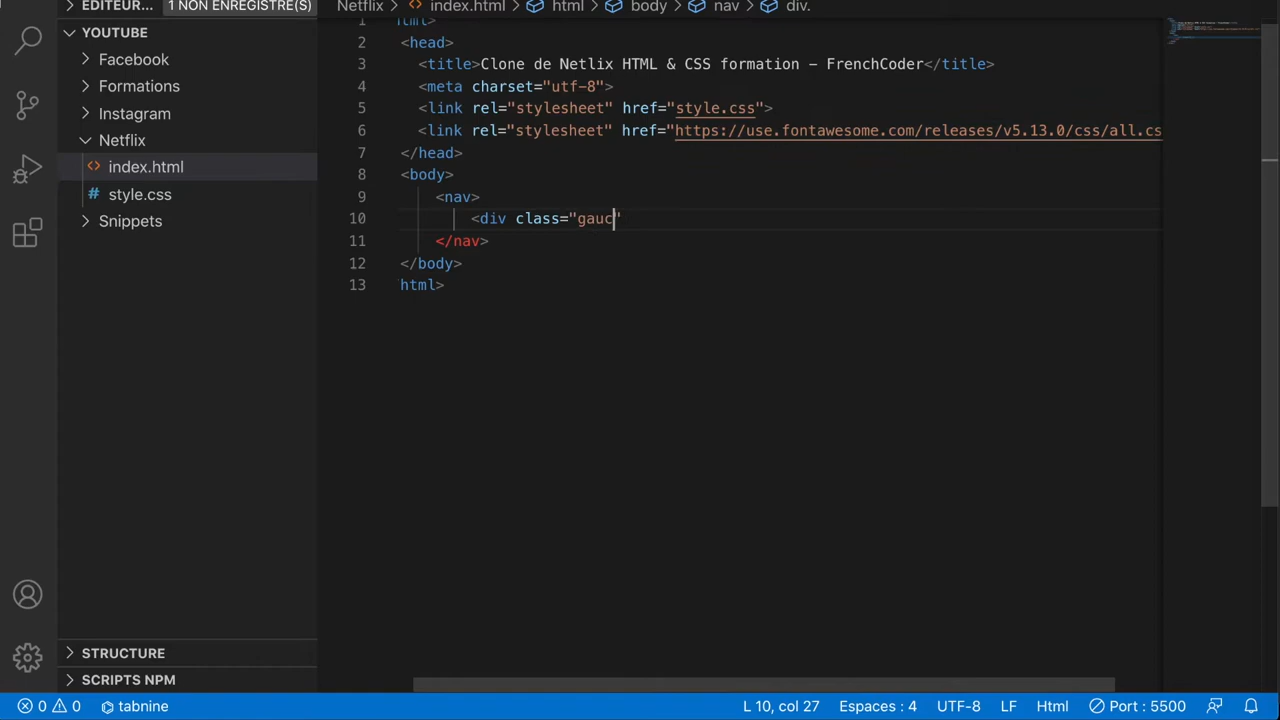 EDITEUR... 1 NON ENREGISTRÉ(S)
YOUTUBE
Facebook
Formations
Instagram
Netflix
<> index.html
# style.css
Snippets
STRUCTURE
SCRIPTS NPM
Netflix > <> index.html > html > body > nav > div.
1 html>
2 <head>
3 <title>Clone de Netlix HTML & CSS formation - FrenchCoder</title>
4 <meta charset="utf-8">
5 <link rel="stylesheet" href="style.css">
6 <link rel="stylesheet" href="https://use.fontawesome.com/releases/v5.13.0/css/all.cs
7 </head>
8 <body>
9 <nav>
10 <div class="gauc"
11 </nav>
12 </body>
13 html>
0 0 tabnine L 10, col 27 Espaces : 4 UTF-8 LF Html Port : 5500